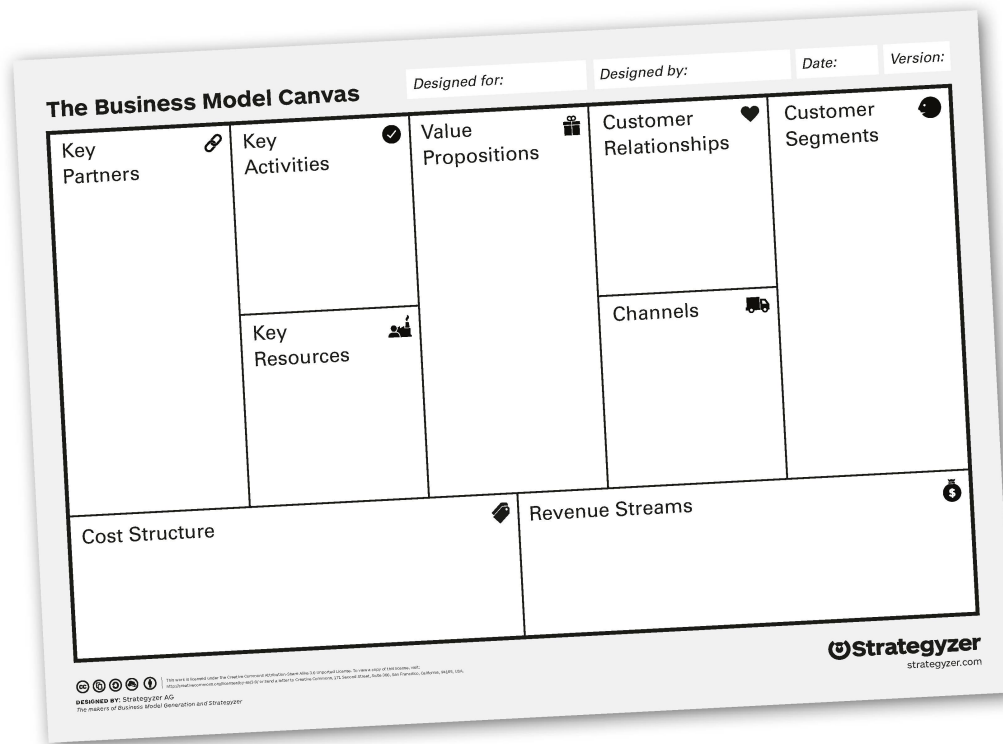 The Business Model Canvas
Designed for:
Designed by:
Date:
Version:
Key
Partners
Key
Activities
Key
Resources
Value
Propositions
Customer
Relationships
Channels
Customer
Segments
Cost Structure
Revenue Streams
DESIGNED BY: Strategyzer AG
The makers of Business Model Generation and Strategyzer
Strategyzer
strategyzer.com